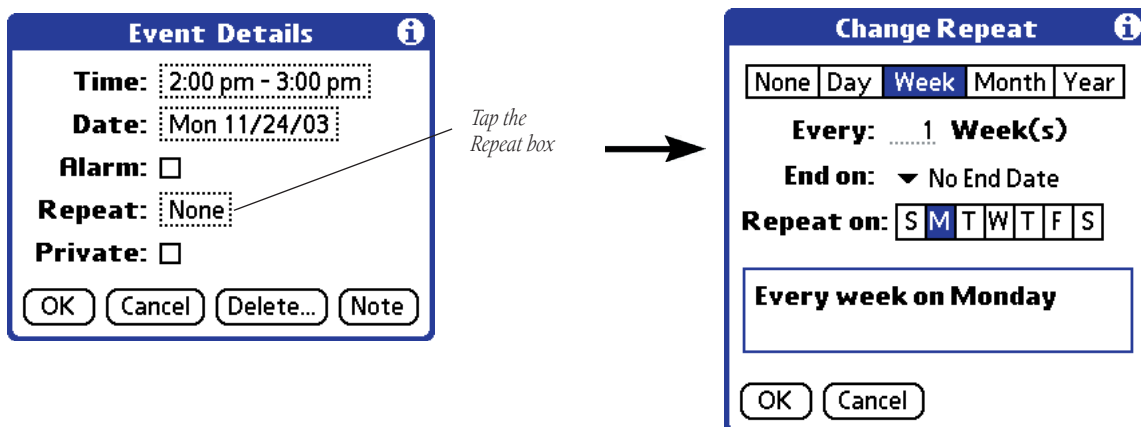 Event Details
Time: 2:00 pm - 3:00 pm
Date: Mon 11/24/03
Alarm:
Repeat: None
Private:
OK Cancel Delete... Note
Tap the
Repeat box
Change Repeat
None Day Week Month Year
Every: 1 Week(s)
End on: No End Date
Repeat on: S M T W T F S
Every week on Monday
OK Cancel